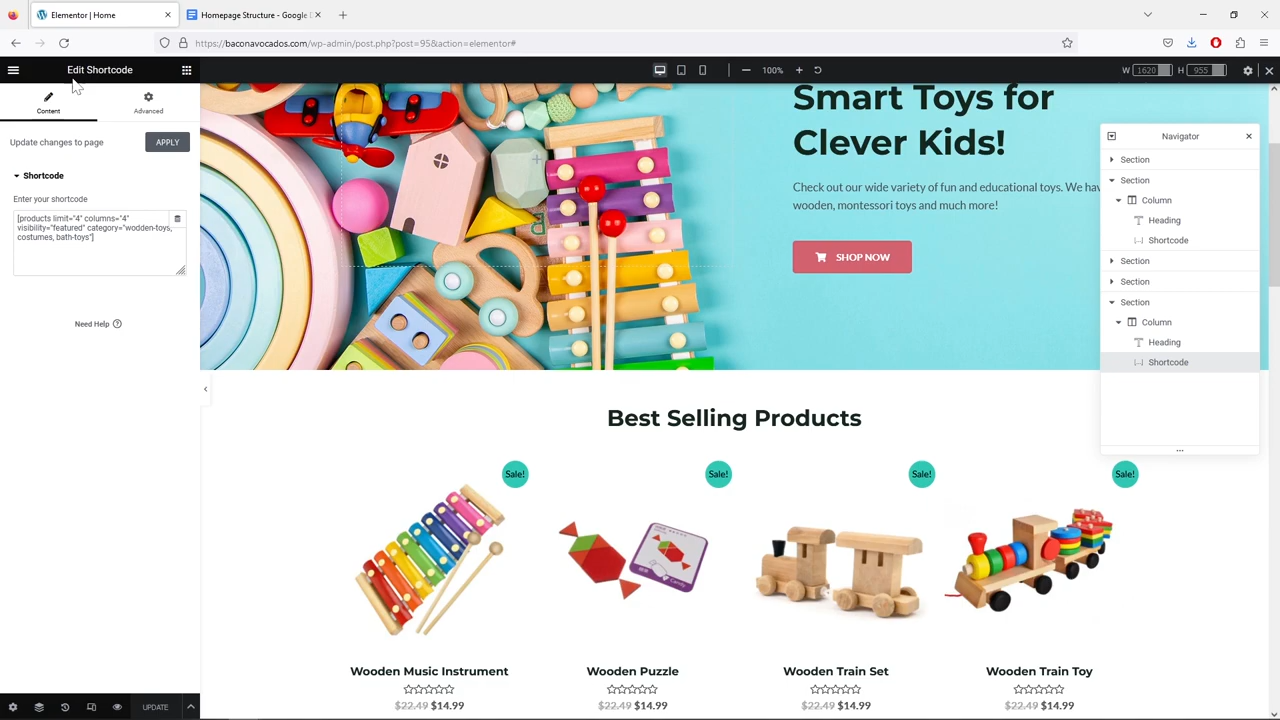 Elementor | Home
Homepage Structure - Google D
https://baconavocados.com/wp-admin/post.php?post=95&action=elementor#
Edit Shortcode
100%
W 1620
H 955
Content
Advanced
Update changes to page
APPLY
Shortcode
Enter your shortcode
[products limit="4" columns="4"
visibility="featured" category="wodden-toys,
costumes, bath-toys"]
Need Help
UPDATE
Smart Toys for
Clever Kids!
Check out our wide variety of fun and educational toys. We hav
wooden, montessori toys and much more!
SHOP NOW
Navigator
Section
Section
Column
Heading
Shortcode
Section
Section
Section
Column
Heading
Shortcode
Best Selling Products
Sale!
Sale!
Sale!
Sale!
Wooden Music Instrument
Wooden Puzzle
Wooden Train Set
Wooden Train Toy
$22.49 $14.99
$22.49 $14.99
$22.49 $14.99
$22.49 $14.99